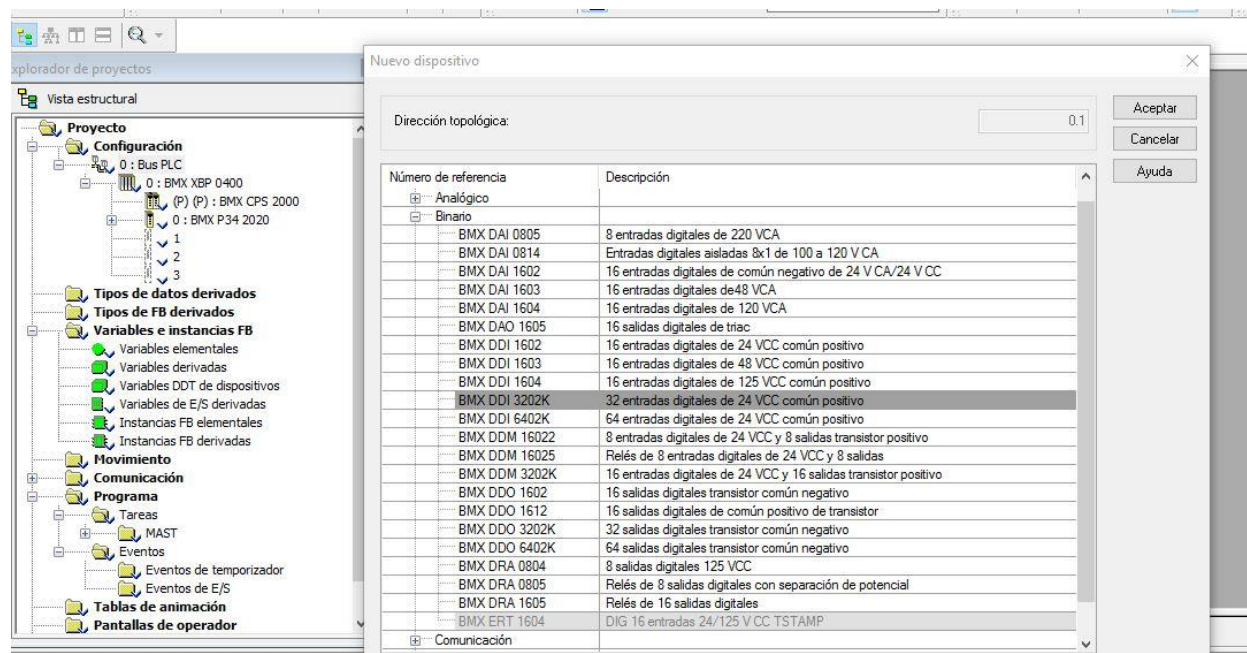 xplorador de proyectos
Vista estructural
Proyecto
Configuración
0 : Bus PLC
0 : BMX XBP 0400
(P) (P) : BMX CPS 2000
0 : BMX P34 2020
1
2
3
Tipos de datos derivados
Tipos de FB derivados
Variables e instancias FB
Variables elementales
Variables derivadas
Variables DDT de dispositivos
Variables de E/S derivadas
Instancias FB elementales
Instancias FB derivadas
Movimiento
Comunicación
Programa
Tareas
MAST
Eventos
Eventos de temporizador
Eventos de E/S
Tablas de animación
Pantallas de operador
Nuevo dispositivo
Dirección topológica: 0.1
Aceptar
Cancelar
Ayuda
Número de referencia Descripción
Analógico
Binario
BMX DAI 0805 8 entradas digitales de 220 VCA
BMX DAI 0814 Entradas digitales aisladas 8x1 de 100 a 120 V CA
BMX DAI 1602 16 entradas digitales de común negativo de 24 V CA/24 V CC
BMX DAI 1603 16 entradas digitales de48 VCA
BMX DAI 1604 16 entradas digitales de 120 VCA
BMX DAO 1605 16 salidas digitales de triac
BMX DDI 1602 16 entradas digitales de 24 VCC común positivo
BMX DDI 1603 16 entradas digitales de 48 VCC común positivo
BMX DDI 1604 16 entradas digitales de 125 VCC común positivo
BMX DDI 3202K 32 entradas digitales de 24 VCC común positivo
BMX DDI 6402K 64 entradas digitales de 24 VCC común positivo
BMX DDM 16022 8 entradas digitales de 24 VCC y 8 salidas transistor positivo
BMX DDM 16025 Relés de 8 entradas digitales de 24 VCC y 8 salidas
BMX DDM 3202K 16 entradas digitales de 24 VCC y 16 salidas transistor positivo
BMX DDO 1602 16 salidas digitales transistor común negativo
BMX DDO 1612 16 salidas digitales de común positivo de transistor
BMX DDO 3202K 32 salidas digitales transistor común negativo
BMX DDO 6402K 64 salidas digitales transistor común negativo
BMX DRA 0804 8 salidas digitales 125 VCC
BMX DRA 0805 Relés de 8 salidas digitales con separación de potencial
BMX DRA 1605 Relés de 16 salidas digitales
BMX ERT 1604 DIG 16 entradas 24/125 V CC TSTAMP
Comunicación